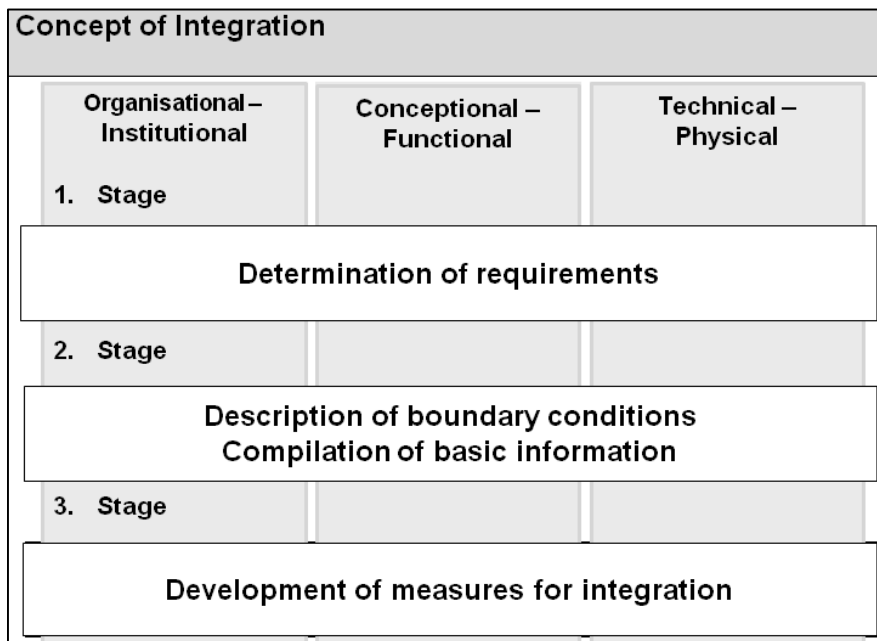 Concept of Integration
Organisational –
Institutional
Conceptional –
Functional
Technical –
Physical
1. Stage
Determination of requirements
2. Stage
Description of boundary conditions
Compilation of basic information
3. Stage
Development of measures for integration